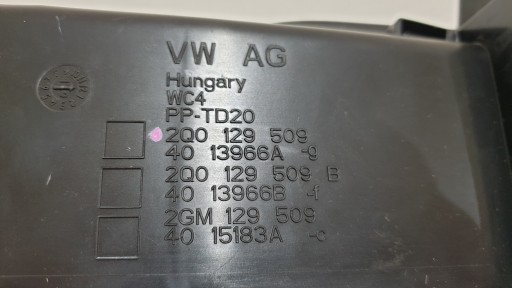 VW AG
Hungary
WC4
PP-TD20
2Q0 129 509
40 13966A -g
2Q0 129 509 B
40 13966B -f
2GM 129 509
40 15183A -c